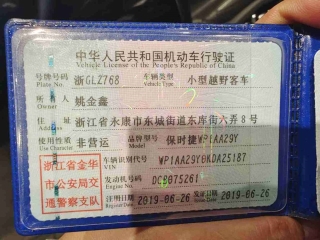 中华人民共和国机动车行驶证
Vehicle License of the People's Republic of China
号牌号码 浙GLZ768 车辆类型 小型越野客车
Plate No. Vehicle Type
所有人 姚金鑫
Owner
住址 浙江省永康市东城街道东库街六弄8号
Address
使用性质 非营运 品牌型号 保时捷WP1AA29Y
Use Character Model
浙江省金华 车辆识别代号 WP1AA29Y0KDA25187
VIN
市公安局交 发动机号码 DCB075261
Engine No.
通警察支队 注册日期 2019-06-26 发证日期 2019-06-26